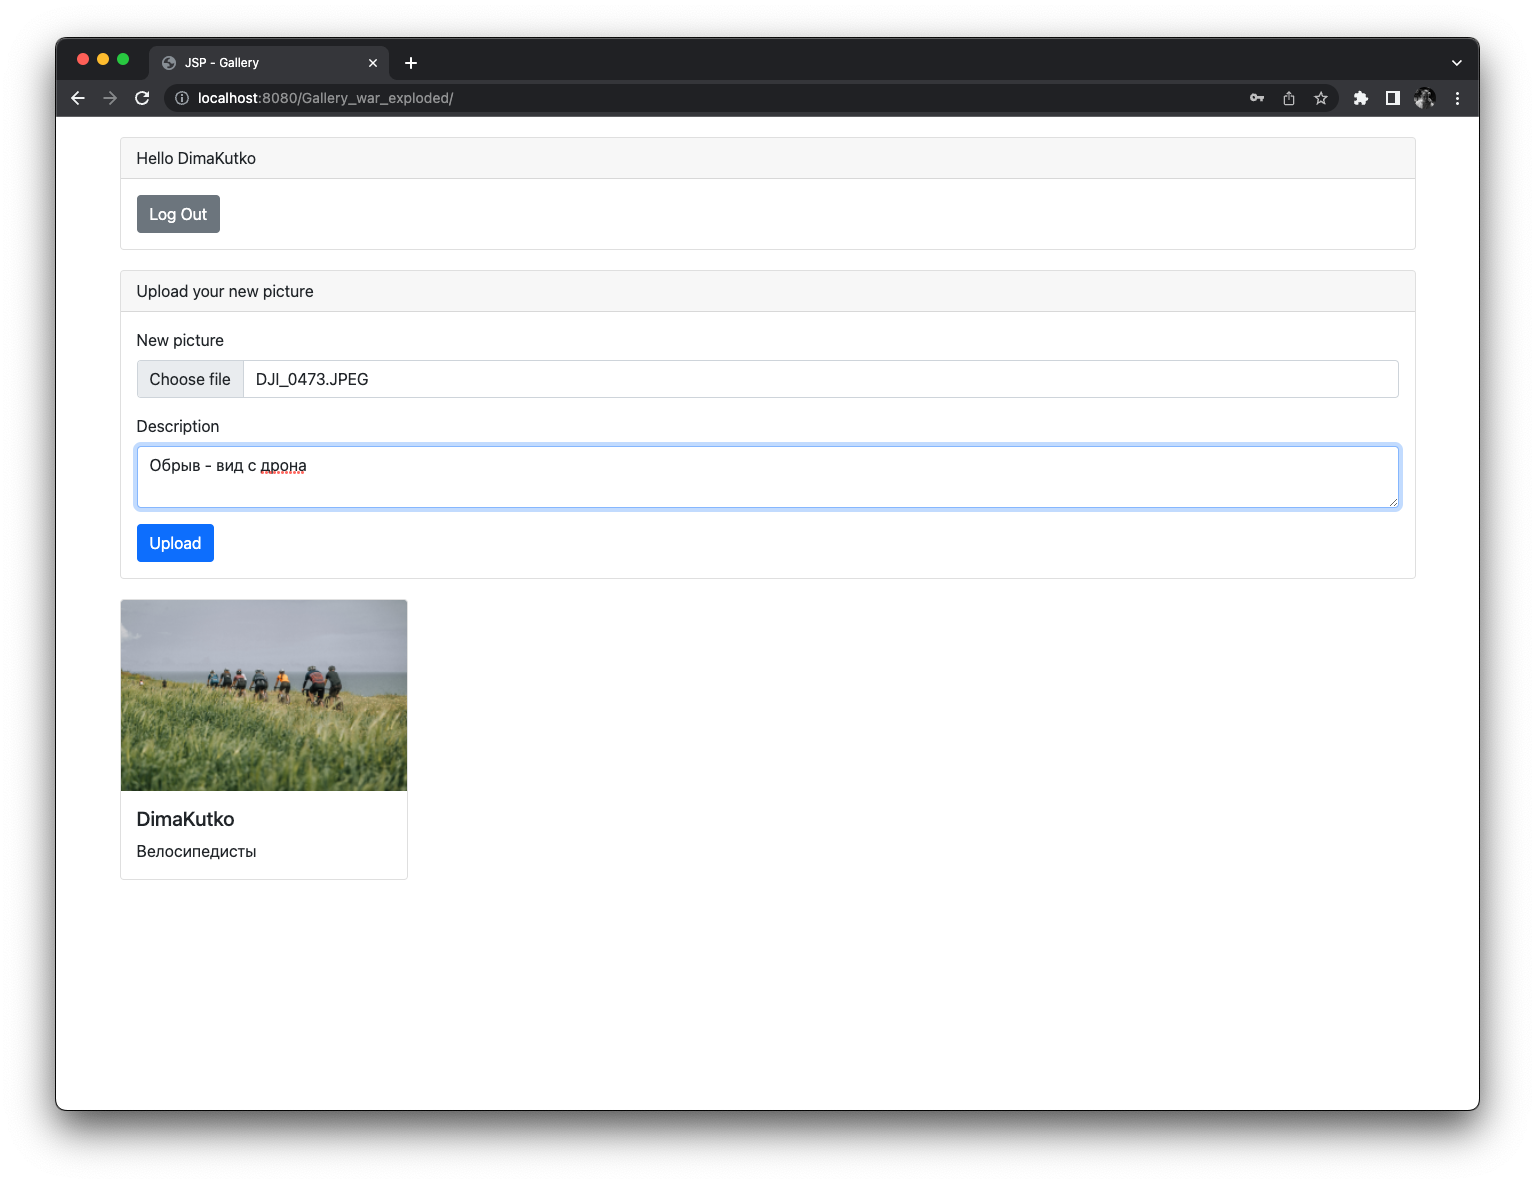 JSP - Gallery
localhost:8080/Gallery_war_exploded/
Hello DimaKutko
Log Out
Upload your new picture
New picture
Choose file DJI_0473.JPEG
Description
Обрыв - вид с дрона
Upload
DimaKutko
Велосипедисты